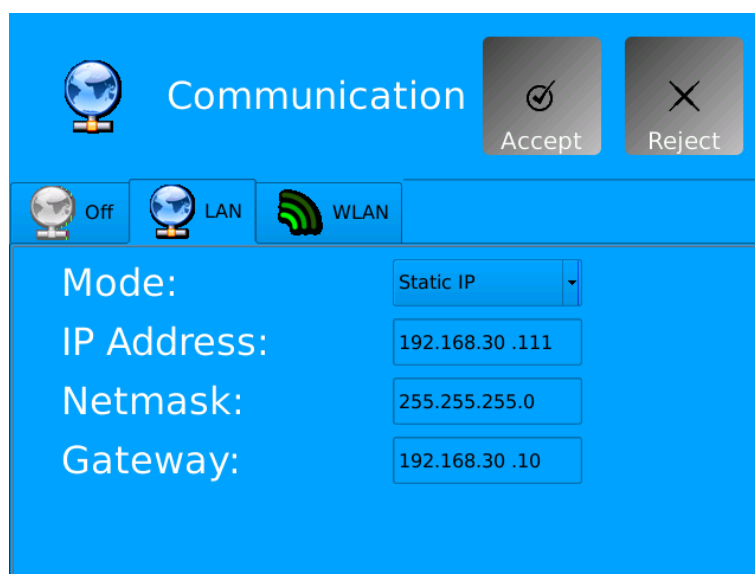 Communication
Accept
Reject
Off
LAN
WLAN
Mode:
Static IP
IP Address:
192.168.30 .111
Netmask:
255.255.255.0
Gateway:
192.168.30 .10